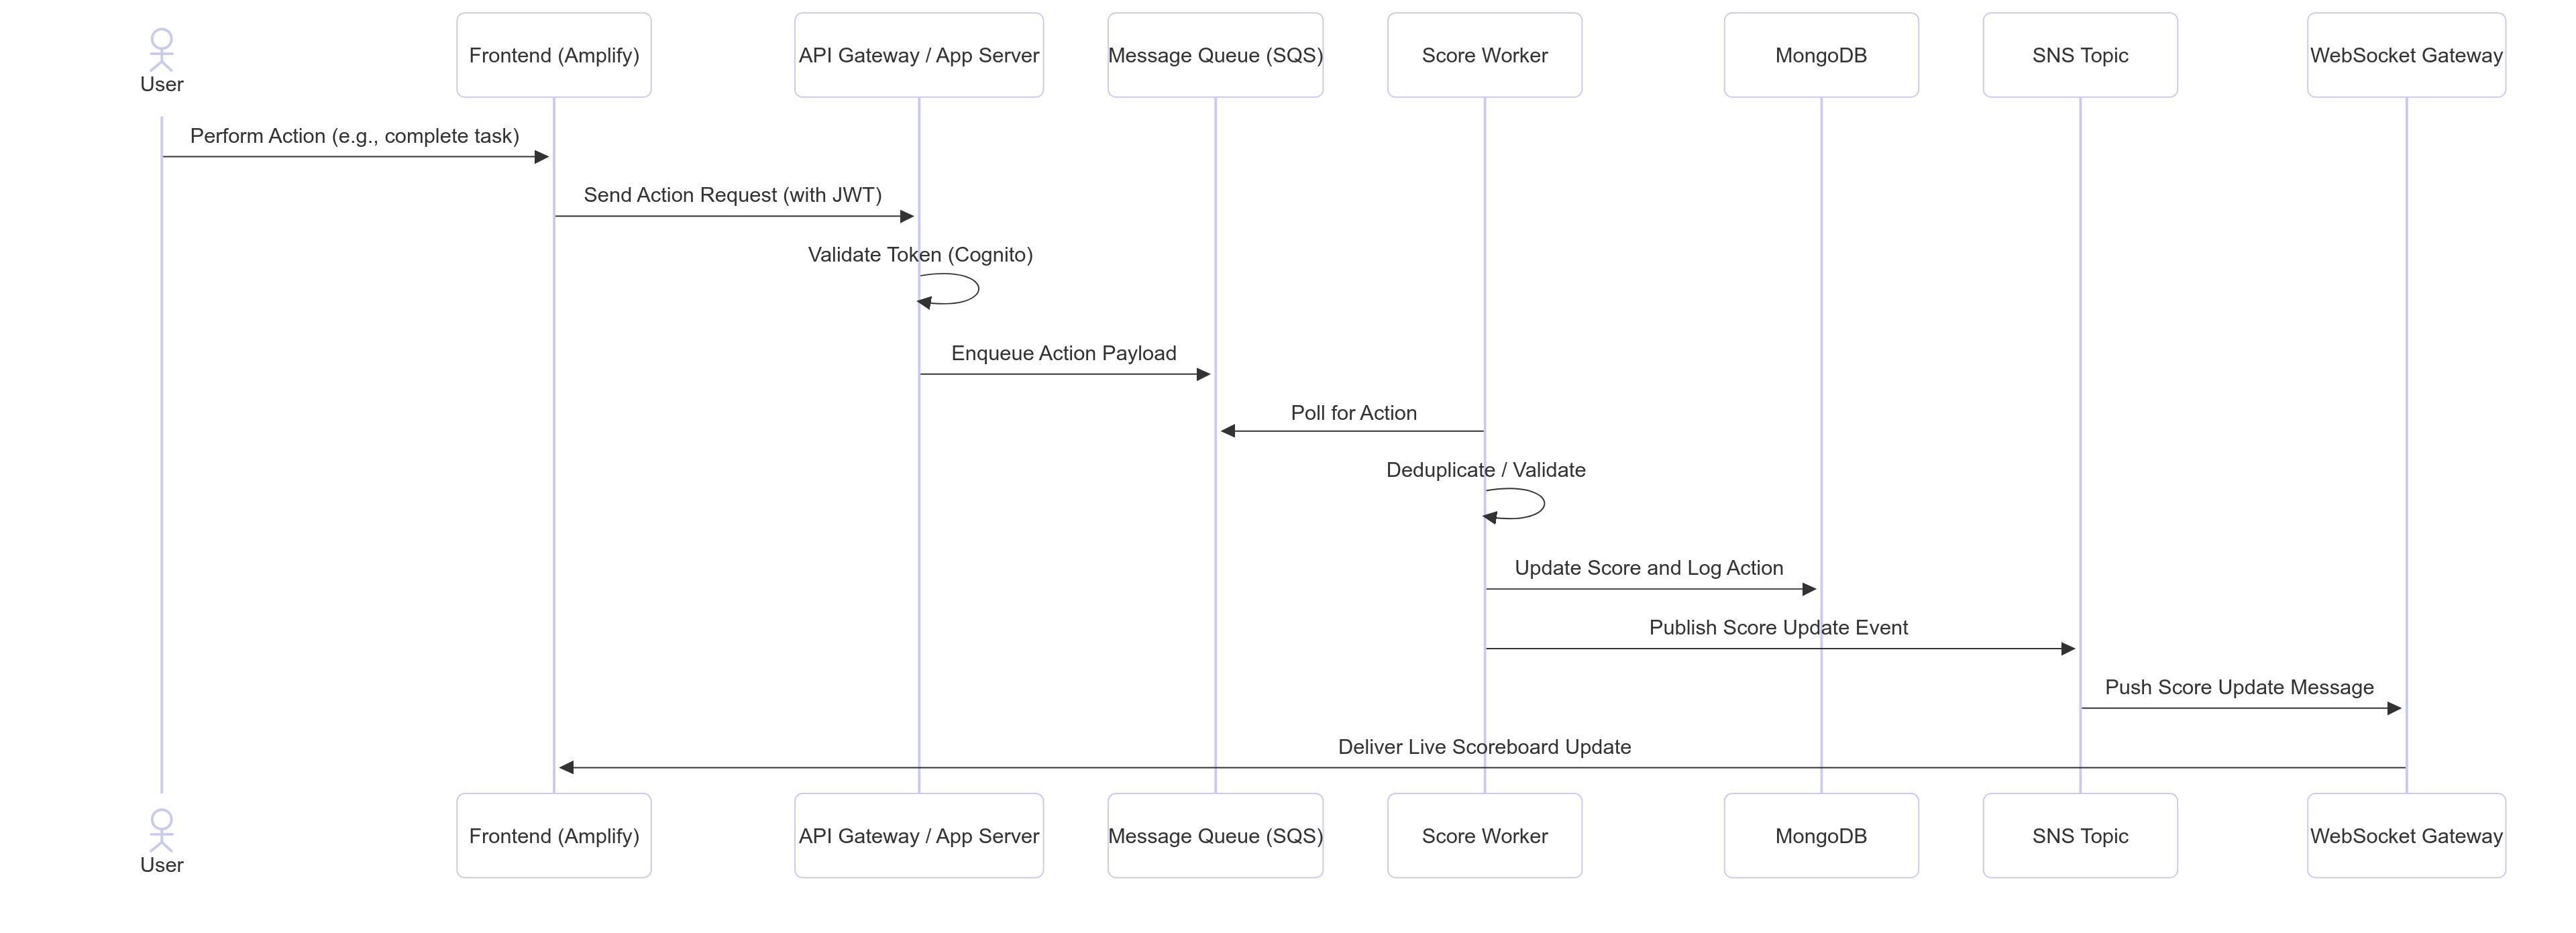 User
Frontend (Amplify)
API Gateway / App Server
Message Queue (SQS)
Score Worker
MongoDB
SNS Topic
WebSocket Gateway
Perform Action (e.g., complete task)
Send Action Request (with JWT)
Validate Token (Cognito)
Enqueue Action Payload
Poll for Action
Deduplicate / Validate
Update Score and Log Action
Publish Score Update Event
Push Score Update Message
Deliver Live Scoreboard Update
User
Frontend (Amplify)
API Gateway / App Server
Message Queue (SQS)
Score Worker
MongoDB
SNS Topic
WebSocket Gateway